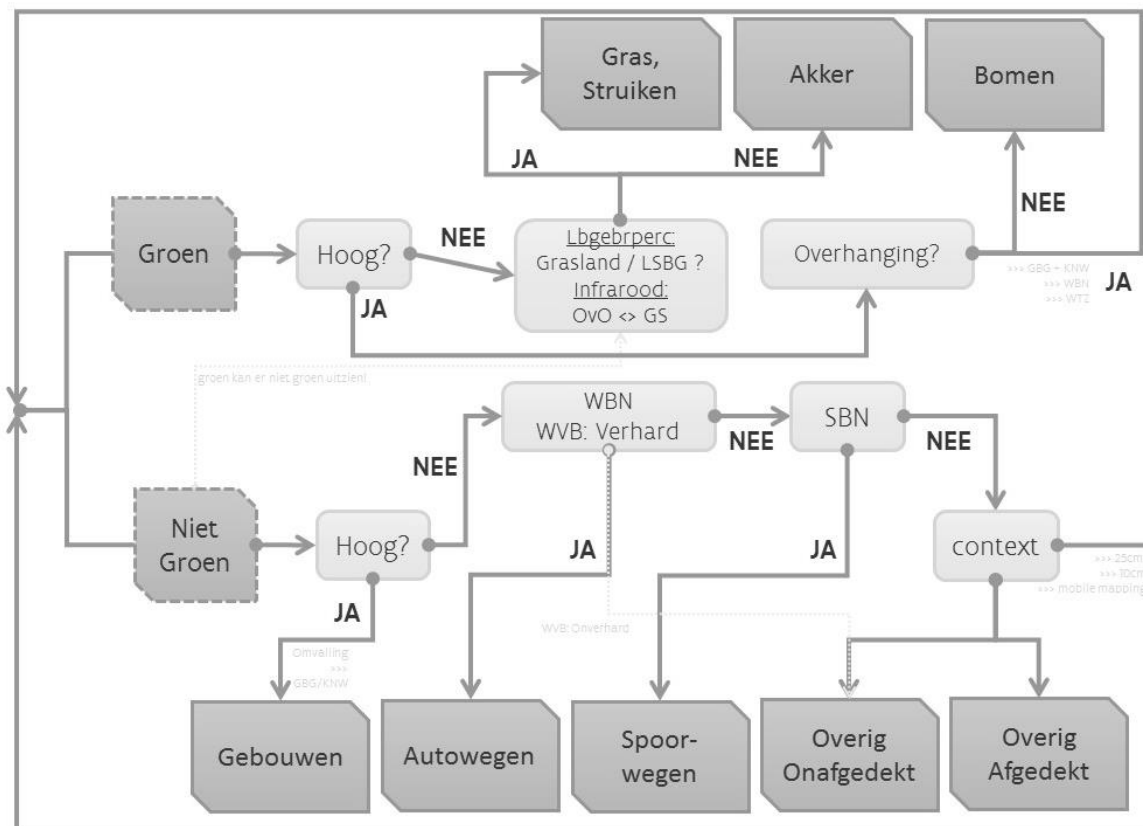 Gras,
Struiken
Akker
Bomen
JA
NEE
NEE
Groen
Hoog?
NEE
JA
Lbgebrperc:
Grasland / LSBG ?
Infrarood:
OvO <> GS
Overhanging?
>>> GBG + KNW
>>> WBN
>>> WTZ
JA
groen kan er niet groen uitzien!
WBN
WVB: Verhard
NEE
SBN
NEE
NEE
Niet
Groen
Hoog?
JA
JA
JA
context
>>> 25cm
>>> 10cm
>>> mobile mapping
WVB: Onverhard
Omvalling
>>>
GBG/KNW
Gebouwen
Autowegen
Spoor-
wegen
Overig
Onafgedekt
Overig
Afgedekt